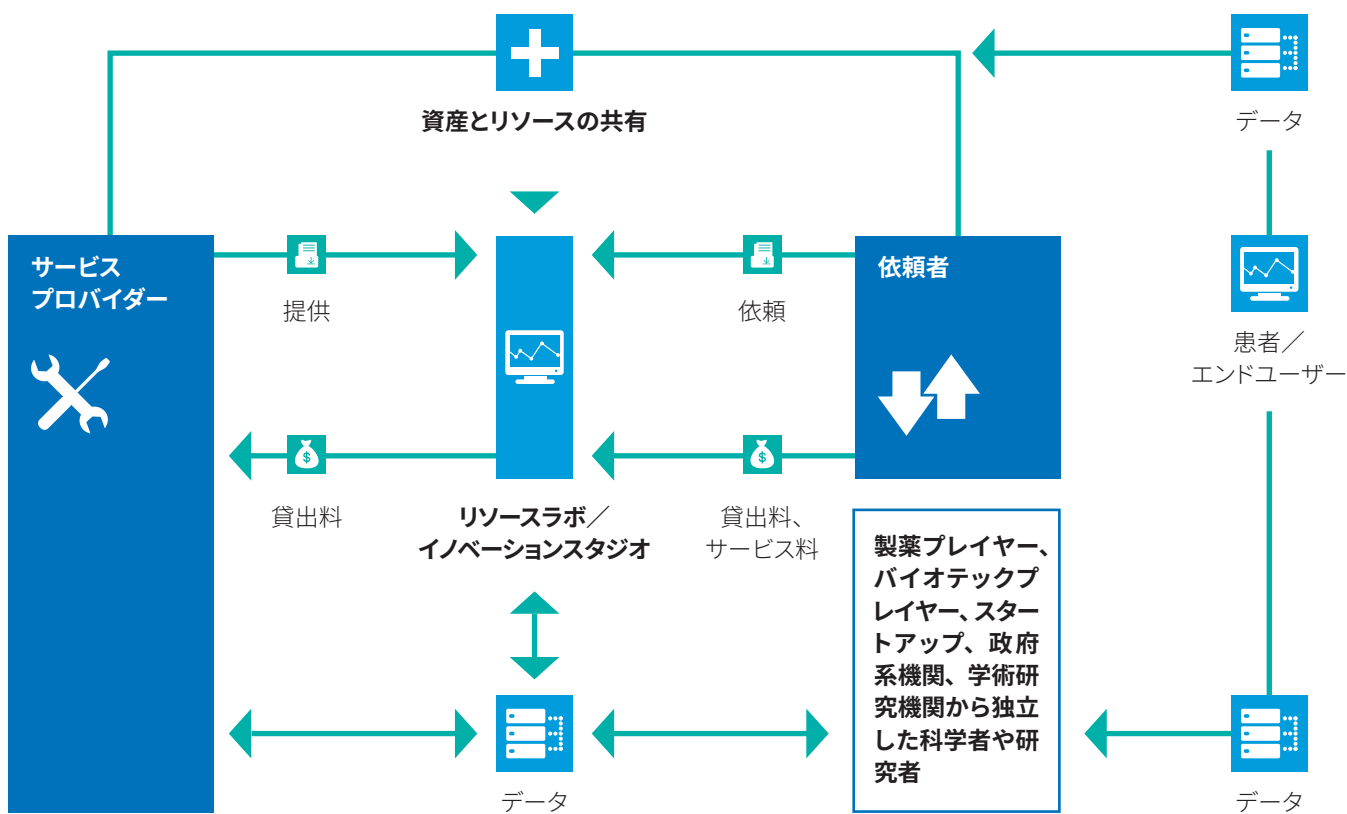 資産とリソースの共有
データ
サービス
プロバイダー
提供
依頼
依頼者
患者／
エンドユーザー
貸出料
リソースラボ／
イノベーションスタジオ
貸出料、
サービス料
製薬プレイヤー、
バイオテックプ
レイヤー、スター
トアップ、政府
系機関、学術研
究機関から独立
した科学者や研
究者
データ
データ